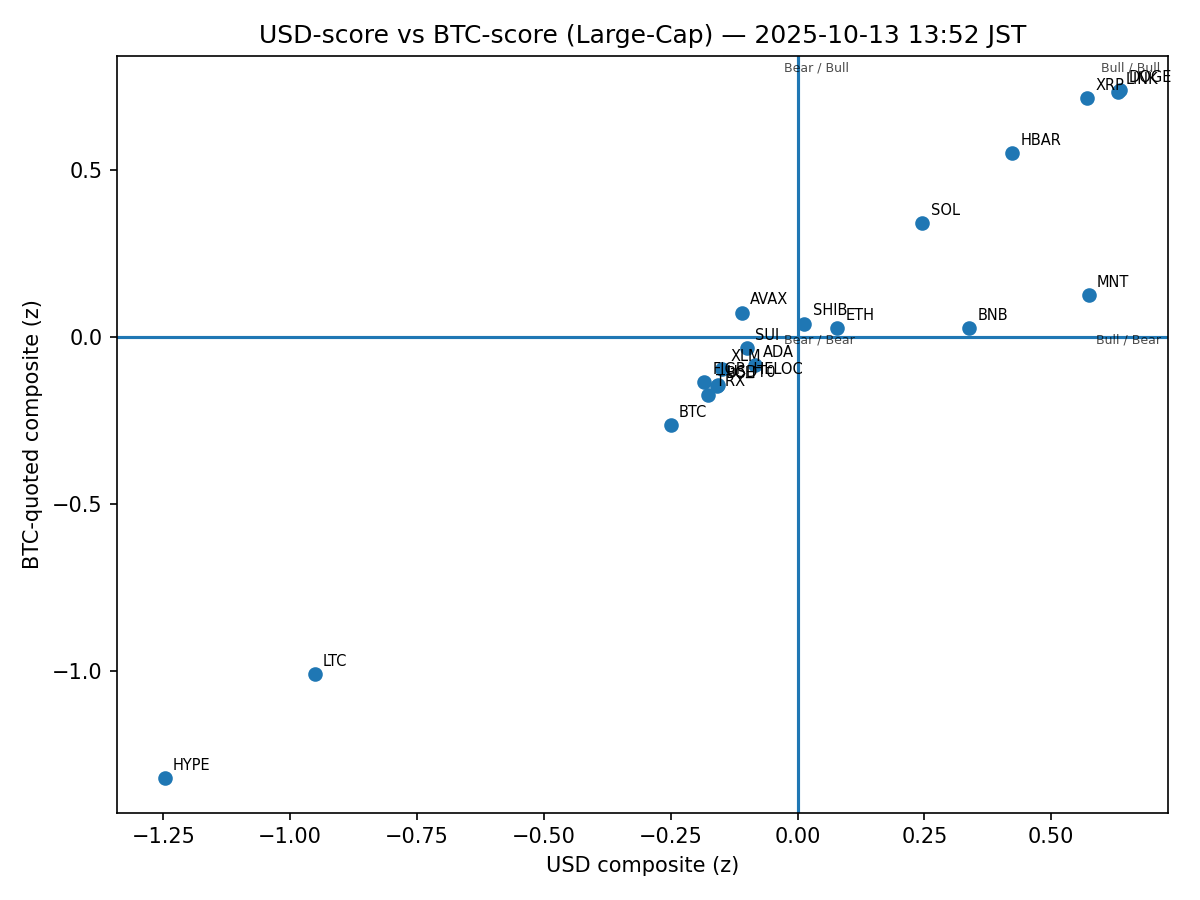 USD-score vs BTC-score (Large-Cap) — 2025-10-13 13:52 JST
Bear / Bull
Bull / Bull
DOGE
LINK
XRP
HBAR
SOL
MNT
AVAX
SHIB
ETH
BNB
SUI
Bear / Bear
Bull / Bear
ADA
XLM
TRX
BTC
LTC
HYPE
0.5
0.0
−0.5
−1.0
BTC-quoted composite (z)
−1.25
−1.00
−0.75
−0.50
−0.25
0.00
0.25
0.50
USD composite (z)